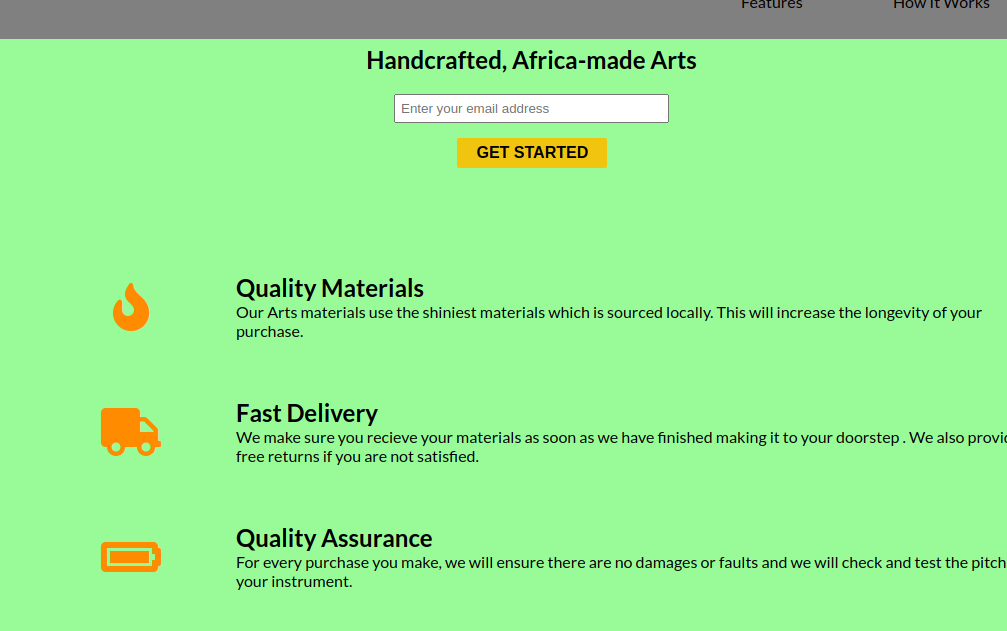 Features How It Works
Handcrafted, Africa-made Arts
Enter your email address
GET STARTED
Quality Materials
Our Arts materials use the shiniest materials which is sourced locally. This will increase the longevity of your
purchase.
Fast Delivery
We make sure you recieve your materials as soon as we have finished making it to your doorstep . We also provid
free returns if you are not satisfied.
Quality Assurance
For every purchase you make, we will ensure there are no damages or faults and we will check and test the pitch
your instrument.